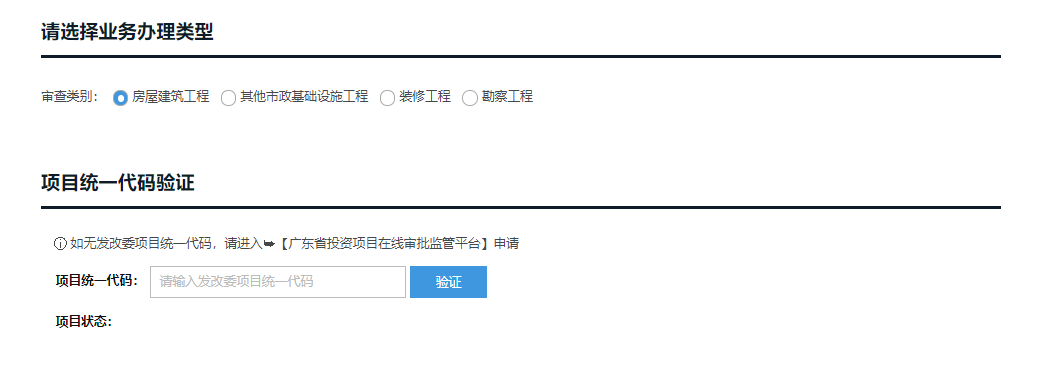 请选择业务办理类型
审查类别： 房屋建筑工程 其他市政基础设施工程 装修工程 勘察工程
项目统一代码验证
如无发改委项目统一代码，请进入➥【广东省投资项目在线审批监管平台】申请
项目统一代码： 请输入发改委项目统一代码 验证
项目状态：